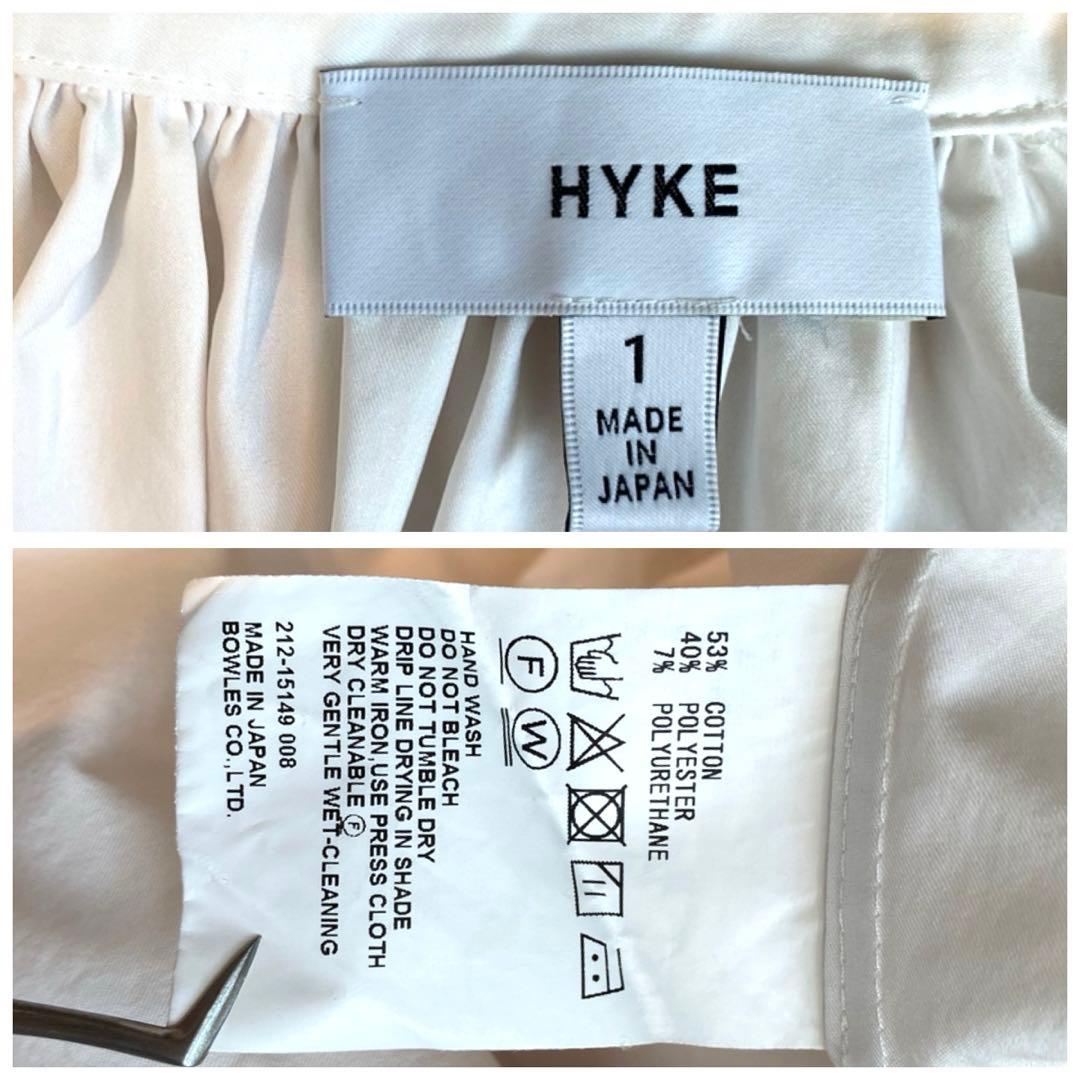 HYKE
1
MADE
IN
JAPAN
53% COTTON
40% POLYESTER
7% POLYURETHANE
F W
HAND WASH
DO NOT BLEACH
DO NOT TUMBLE DRY
DRIP LINE DRYING IN SHADE
WARM IRON,USE PRESS CLOTH
DRY CLEANABLE Ⓕ
VERY GENTLE WET-CLEANING
212-15149 008
MADE IN JAPAN
BOWLES CO.,LTD.